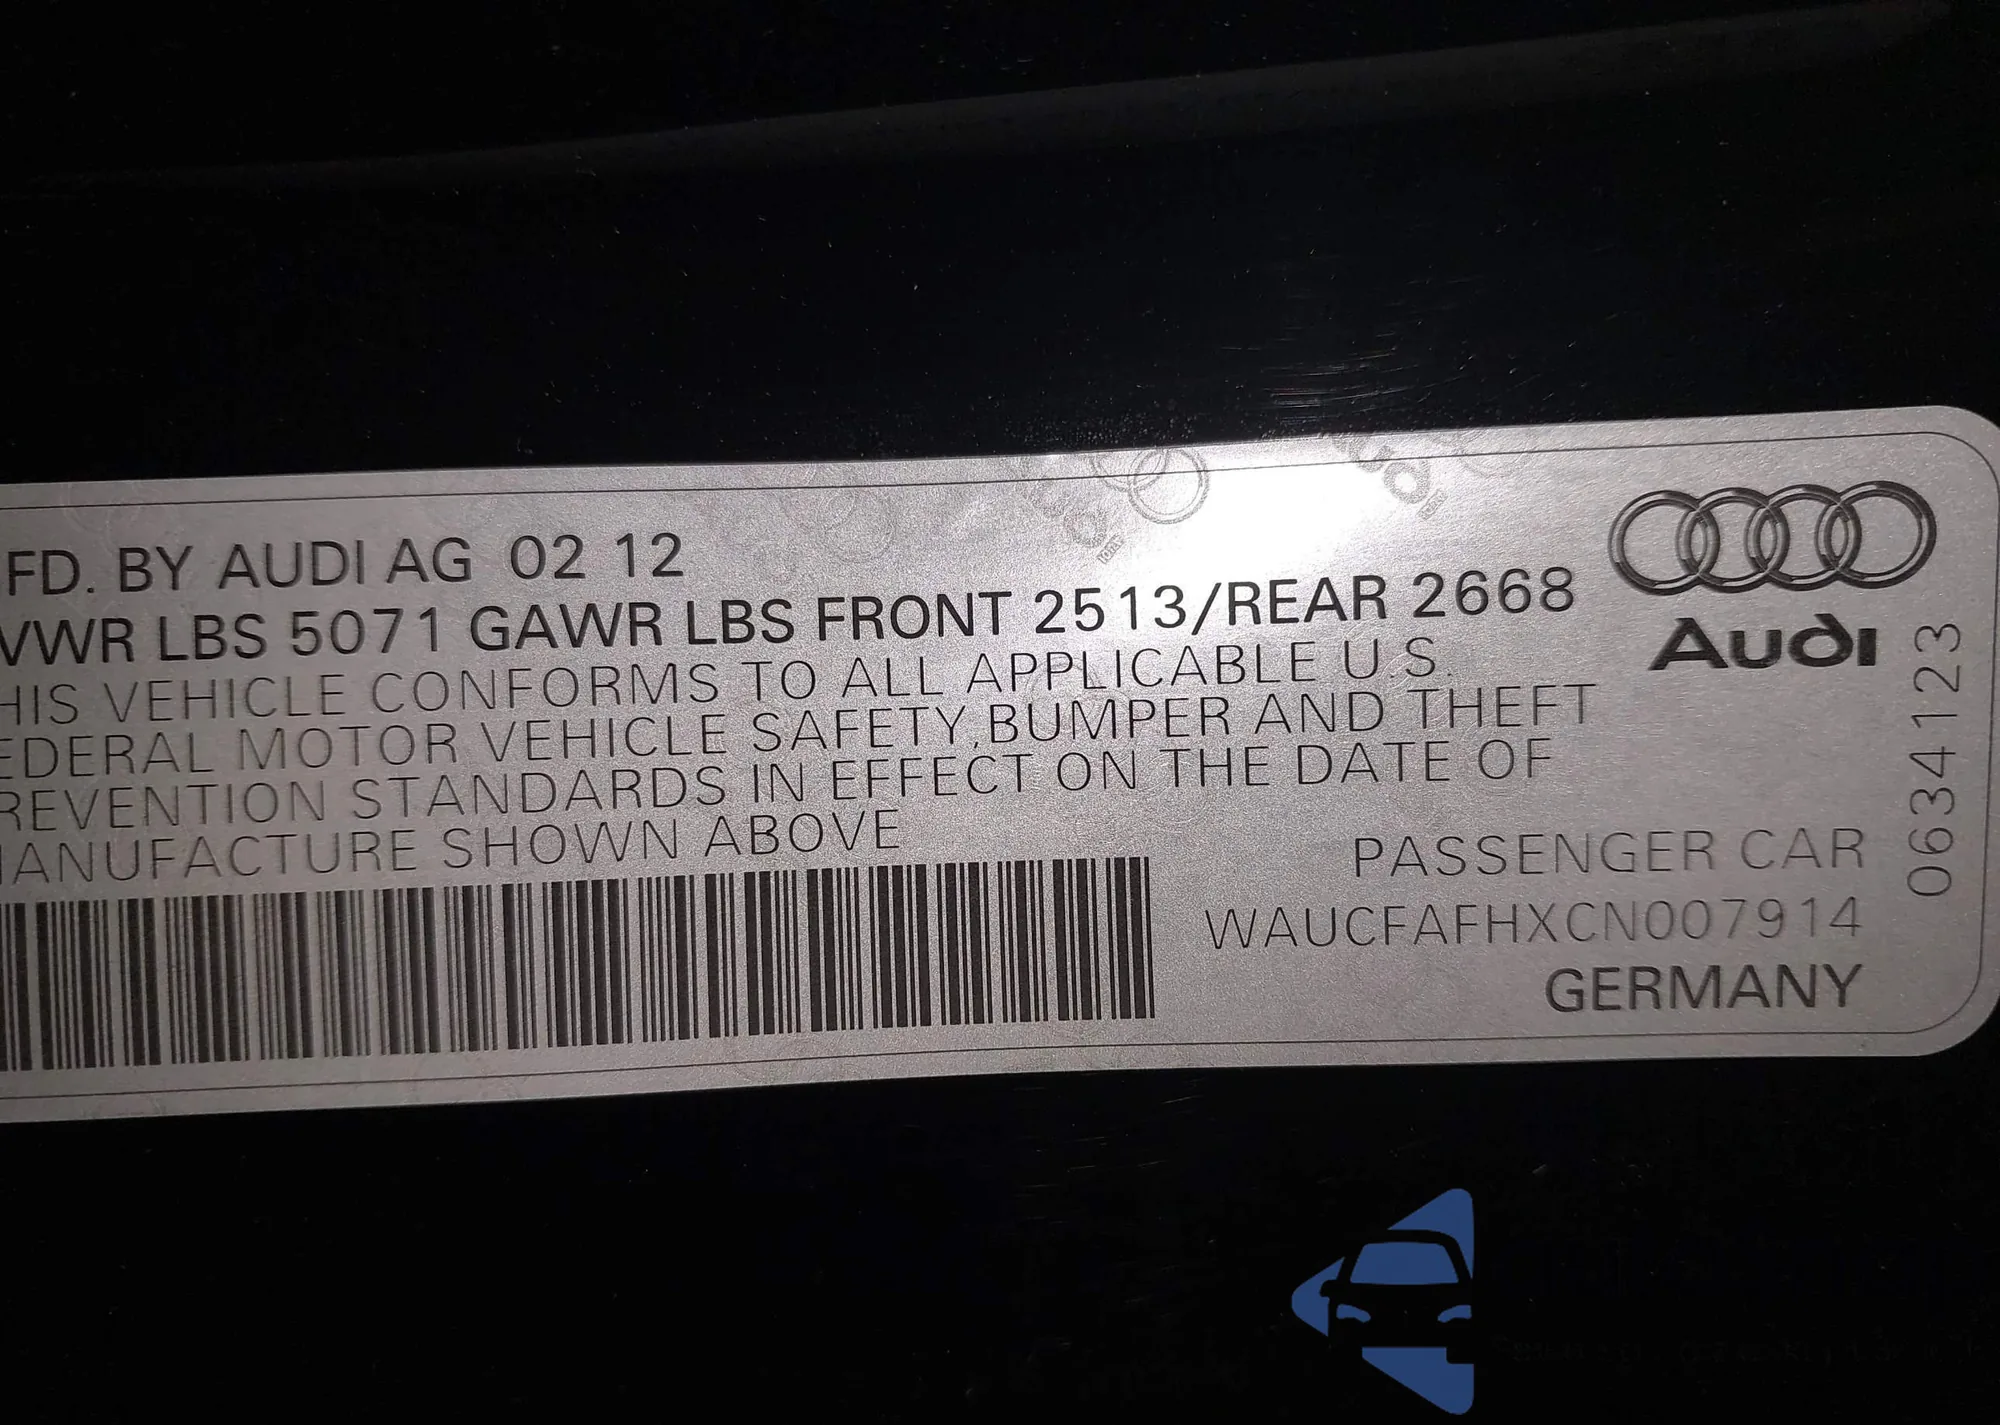 FD. BY AUDI AG 02 12
VWR LBS 5071 GAWR LBS FRONT 2513/REAR 2668
HIS VEHICLE CONFORMS TO ALL APPLICABLE U.S.
EDERAL MOTOR VEHICLE SAFETY,BUMPER AND THEFT
REVENTION STANDARDS IN EFFECT ON THE DATE OF
ANUFACTURE SHOWN ABOVE
Audi
0634123
PASSENGER CAR
WAUCFAFHXCN007914
GERMANY